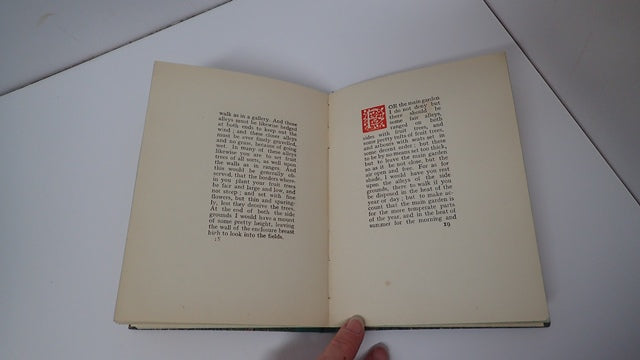 walk as in a gallery. And those
alleys must be likewise hedged
at both ends to keep out the
wind; and these closer alleys
must be ever finely gravelled,
and no grass, because of going
wet. In many of these alleys
likewise you are to set fruit
trees of all sorts, as well upon
the walls as in ranges. And
this would be generally ob-
served, that the borders where-
in you plant your fruit trees
be fair and large and low, and
not steep; and set with fine
flowers, but thin and sparing-
ly, lest they deceive the trees.
At the end of both the side
grounds I would have a mount
of some pretty height, leaving
the wall of the enclosure breast
high to look into the fields.
18
FOR the main garden
I do not deny but
there should be
some fair alleys,
ranged on both
sides with fruit trees, and
some pretty tufts of fruit trees,
and arbours with seats set in
some decent order; but these
to be by no means set too thick,
but to leave the main garden
so as it be not close, but the
air open and free. For as for
shade, I would have you rest
upon the alleys of the side
grounds, there to walk if you
be disposed in the heat of the
year or day; but to make ac-
count that the main garden is
for the more temperate parts
of the year, and in the heat of
summer for the morning and
19